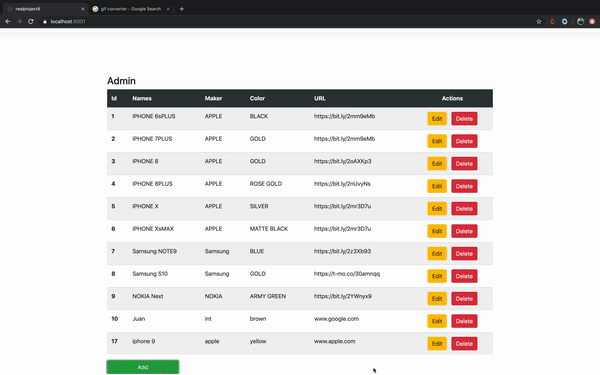 realproject4
gif converter - Google Search
localhost:5001
Admin
Id Names Maker Color URL Actions
1 IPHONE 6sPLUS APPLE BLACK https://bit.ly/2mm9eMb Edit Delete
2 IPHONE 7PLUS APPLE GOLD https://bit.ly/2mm9eMb Edit Delete
3 IPHONE 8 APPLE GOLD https://bit.ly/2oAXKp3 Edit Delete
4 IPHONE 8PLUS APPLE ROSE GOLD https://bit.ly/2nUvyNs Edit Delete
5 IPHONE X APPLE SILVER https://bit.ly/2mr3D7u Edit Delete
6 IPHONE XsMAX APPLE MATTE BLACK https://bit.ly/2mr3D7u Edit Delete
7 Samsung NOTE9 Samsung BLUE https://bit.ly/2z3Xb93 Edit Delete
8 Samsung S10 Samsung GOLD https://t-mo.co/30amnqq Edit Delete
9 NOKIA Next NOKIA ARMY GREEN https://bit.ly/2YWnyx9 Edit Delete
10 Juan int brown www.google.com Edit Delete
17 iphone 9 apple yellow www.apple.com Edit Delete
Add